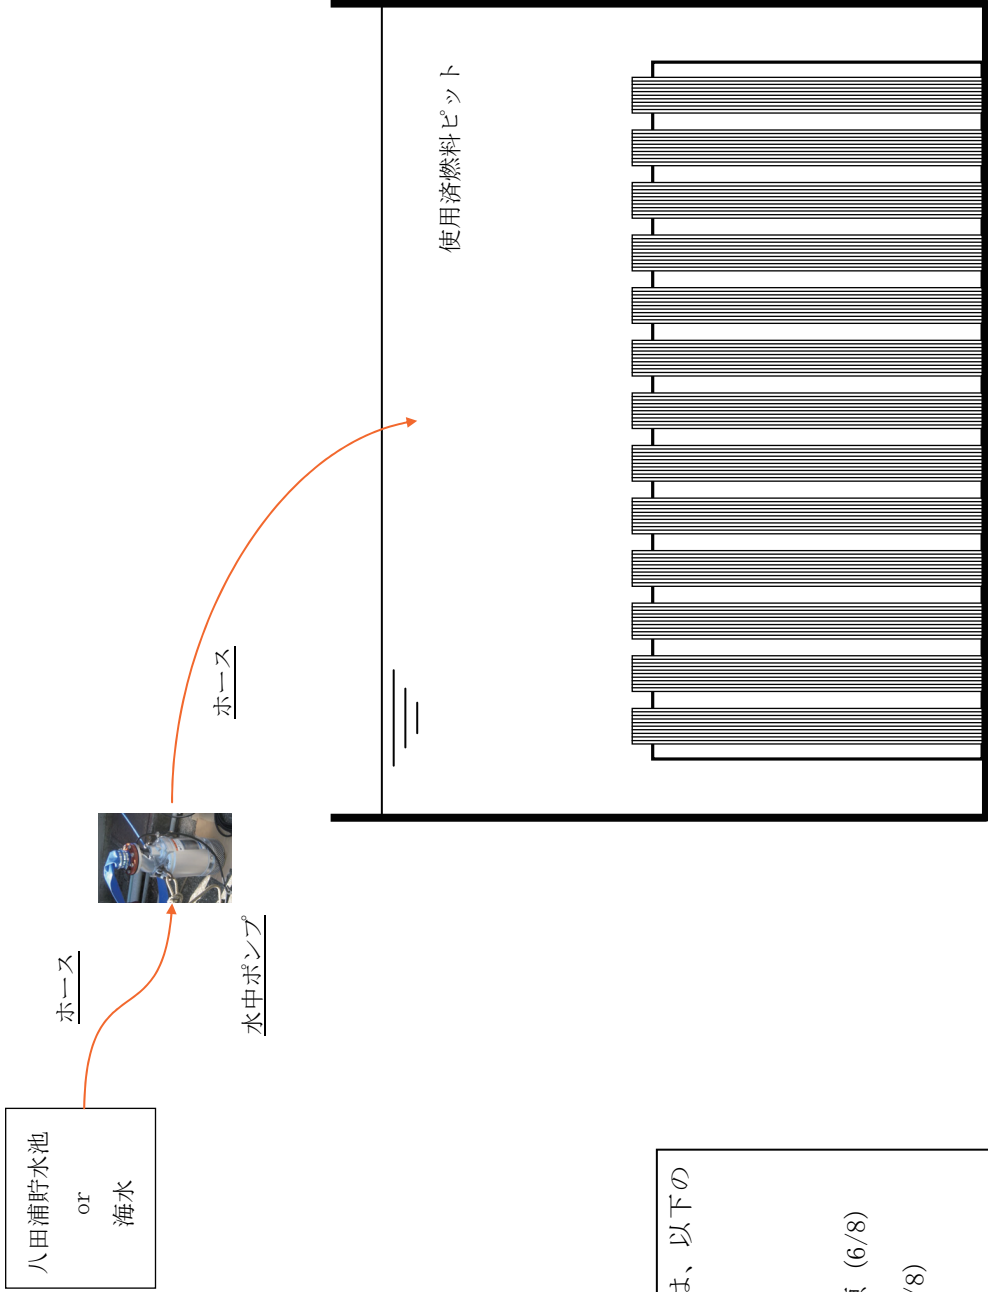 八田浦貯水池
or
海水
ホース
水中ポンプ
ホース
使用済燃料ピット
は、以下の
(6/8)
/8)